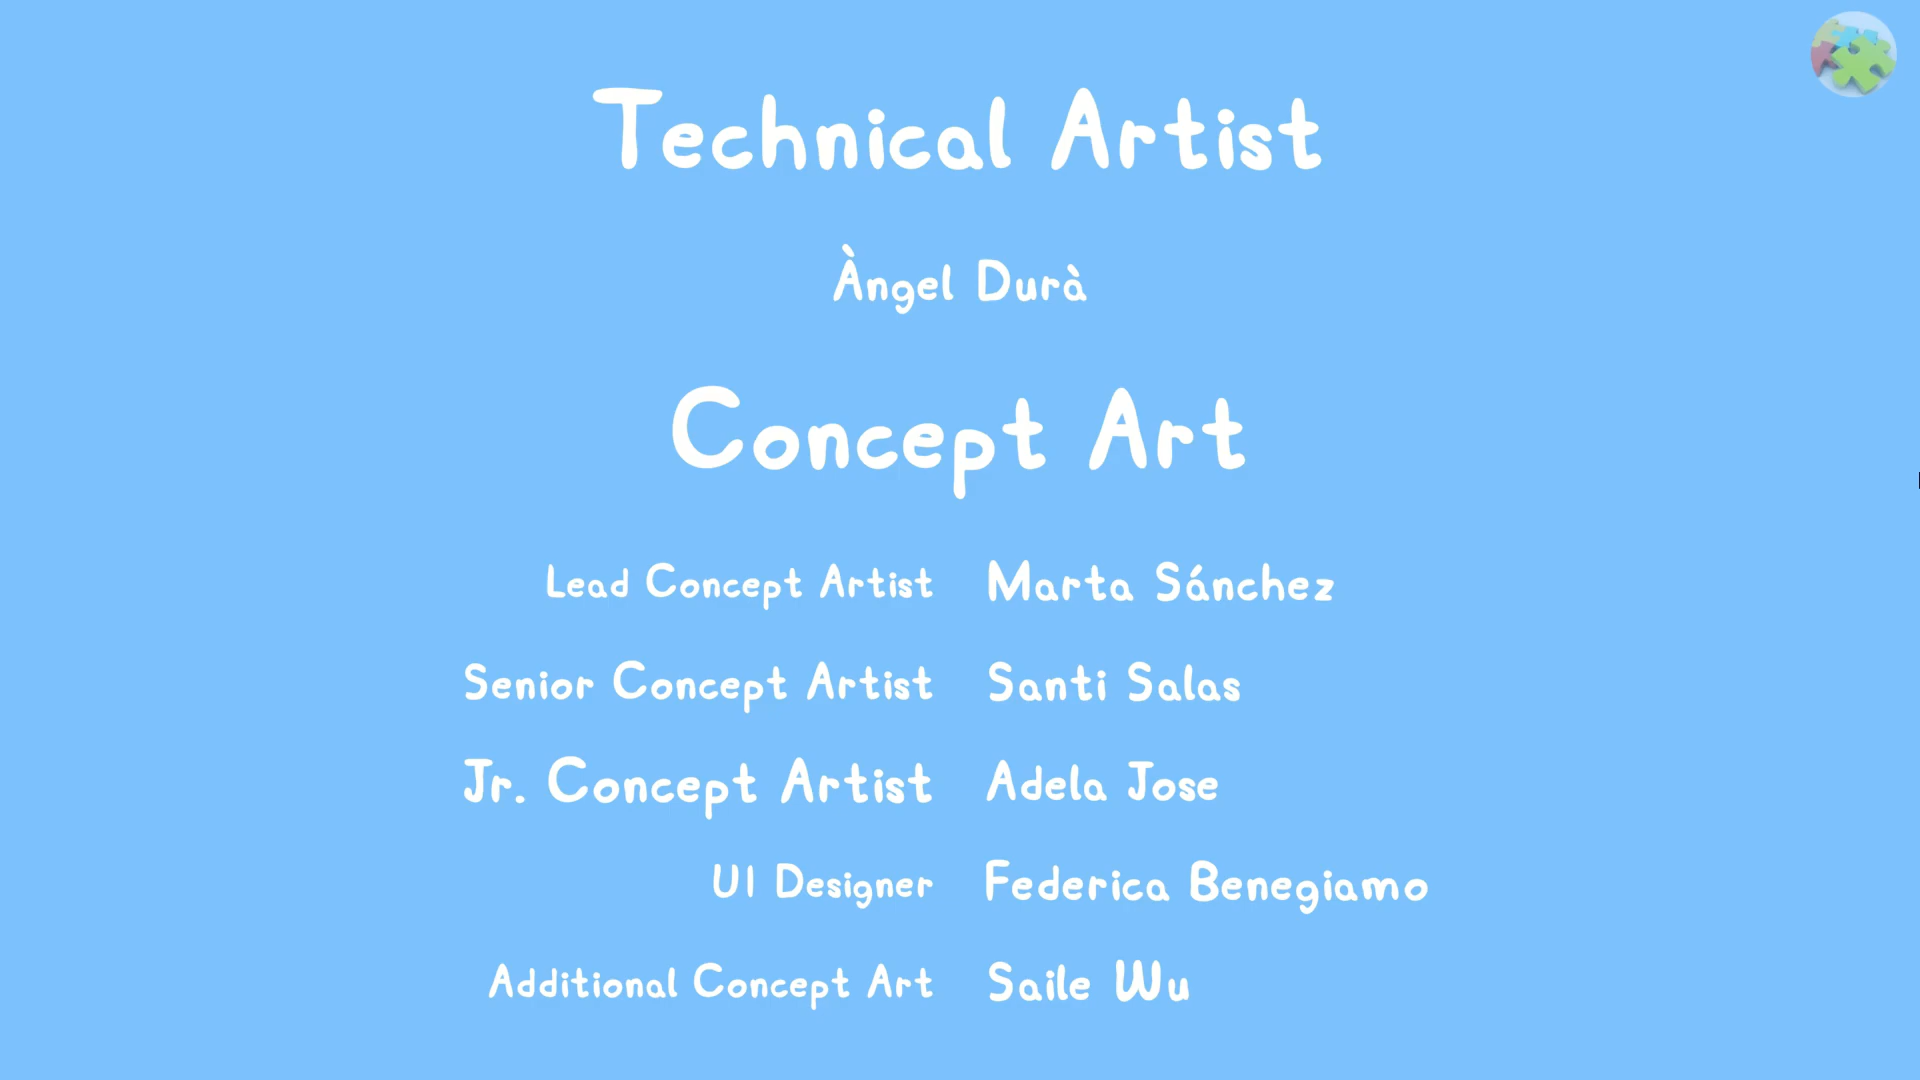 Technical Artist
Àngel Durà
Concept Art
Lead Concept Artist Marta Sánchez
Senior Concept Artist Santi Salas
Jr. Concept Artist Adela Jose
UI Designer Federica Benegiamo
Additional Concept Art Saile Wu